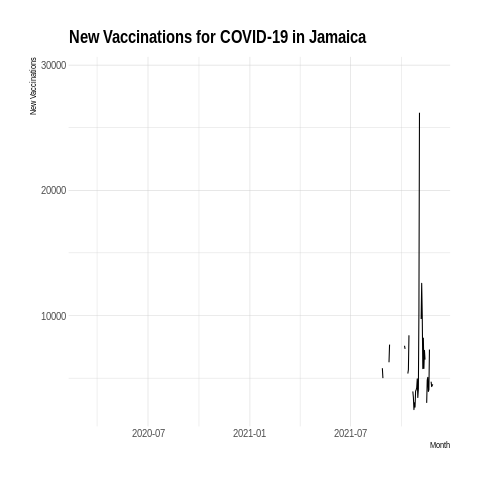 New Vaccinations for COVID-19 in Jamaica
New Vaccinations
30000
20000
10000
2020-07
2021-01
2021-07
Month